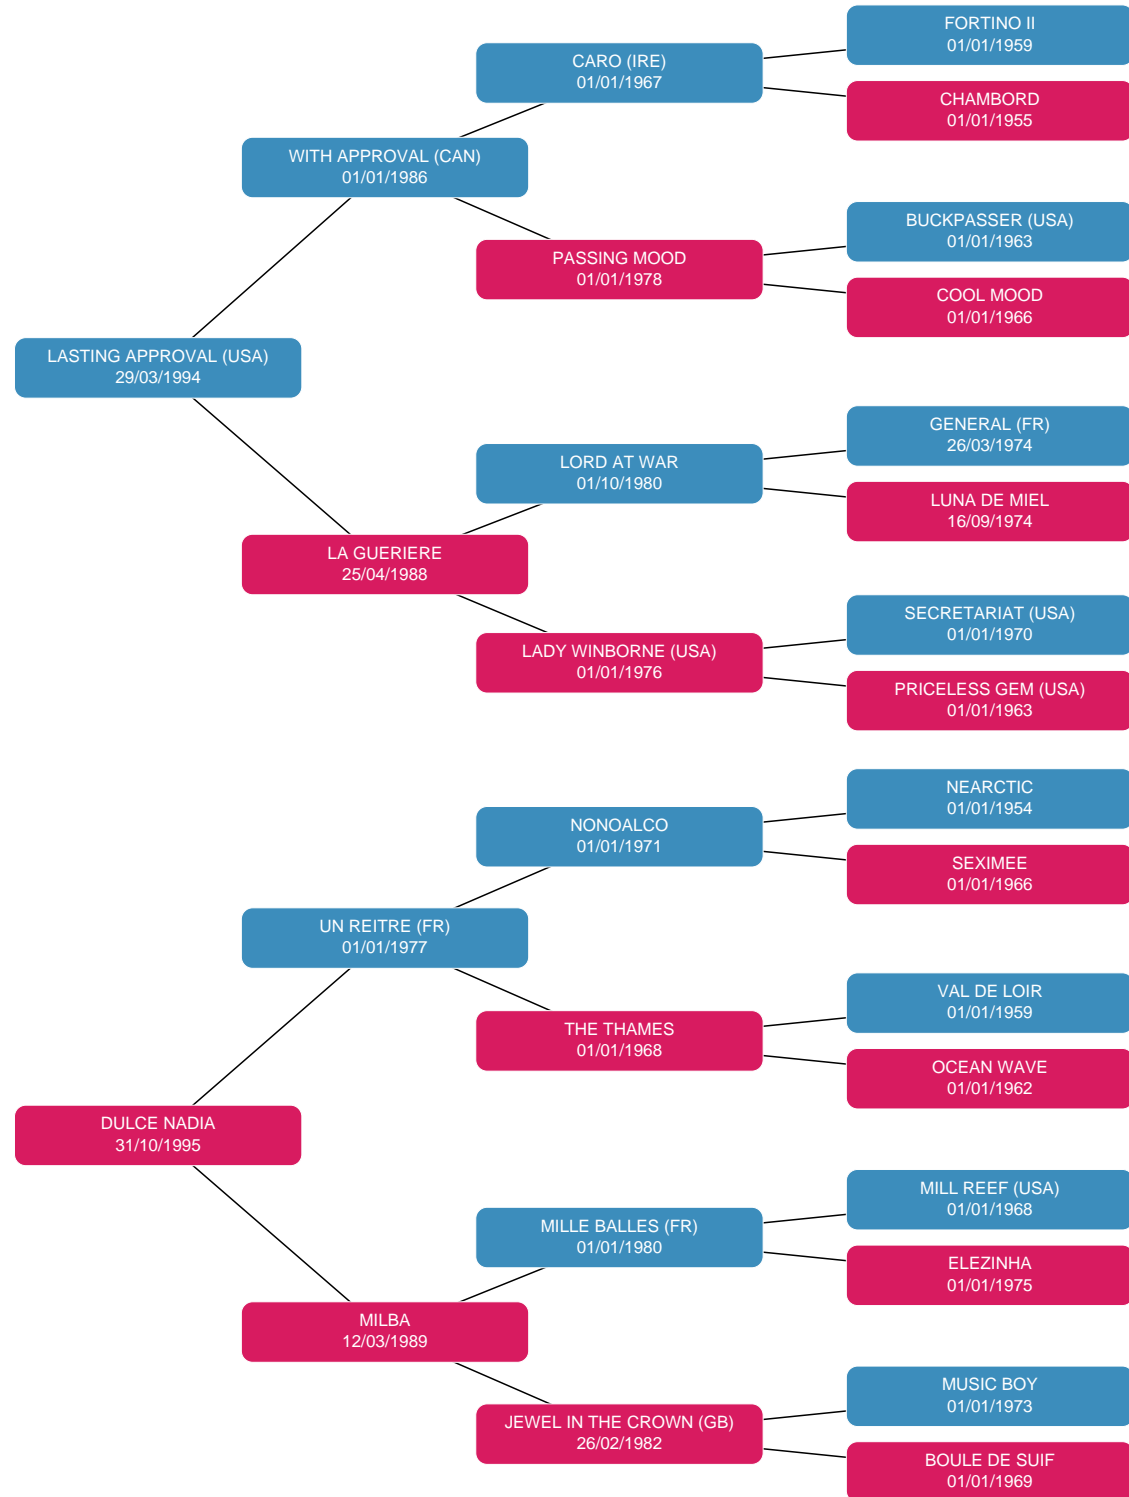 FORTINO II
01/01/1959
CARO (IRE)
01/01/1967
CHAMBORD
01/01/1955
WITH APPROVAL (CAN)
01/01/1986
BUCKPASSER (USA)
01/01/1963
PASSING MOOD
01/01/1978
COOL MOOD
01/01/1966
LASTING APPROVAL (USA)
29/03/1994
GENERAL (FR)
26/03/1974
LORD AT WAR
01/10/1980
LUNA DE MIEL
16/09/1974
LA GUERIERE
25/04/1988
SECRETARIAT (USA)
01/01/1970
LADY WINBORNE (USA)
01/01/1976
PRICELESS GEM (USA)
01/01/1963
NEARCTIC
01/01/1954
NONOALCO
01/01/1971
SEXIMEE
01/01/1966
UN REITRE (FR)
01/01/1977
VAL DE LOIR
01/01/1959
THE THAMES
01/01/1968
OCEAN WAVE
01/01/1962
DULCE NADIA
31/10/1995
MILL REEF (USA)
01/01/1968
MILLE BALLES (FR)
01/01/1980
ELEZINHA
01/01/1975
MILBA
12/03/1989
MUSIC BOY
01/01/1973
JEWEL IN THE CROWN (GB)
26/02/1982
BOULE DE SUIF
01/01/1969